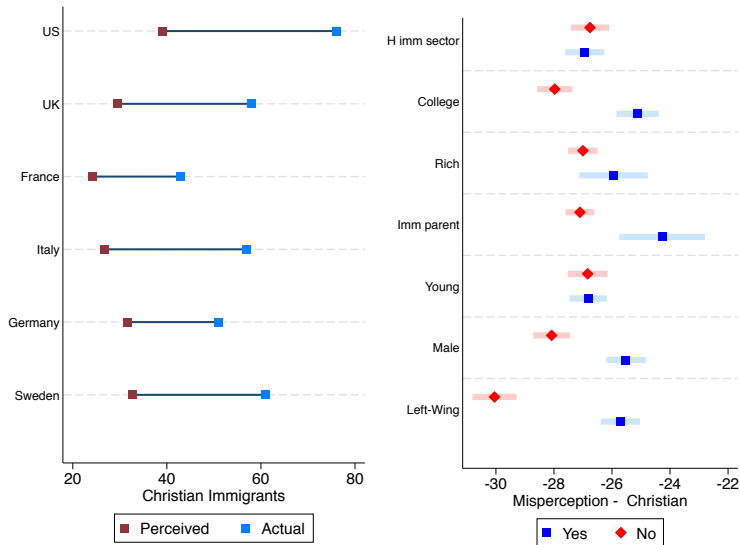 US
UK
France
Italy
Germany
Sweden
20 40 60 80
Christian Immigrants
Perceived Actual
H imm sector
College
Rich
Imm parent
Young
Male
Left-Wing
-30 -28 -26 -24 -22
Misperception - Christian
Yes No